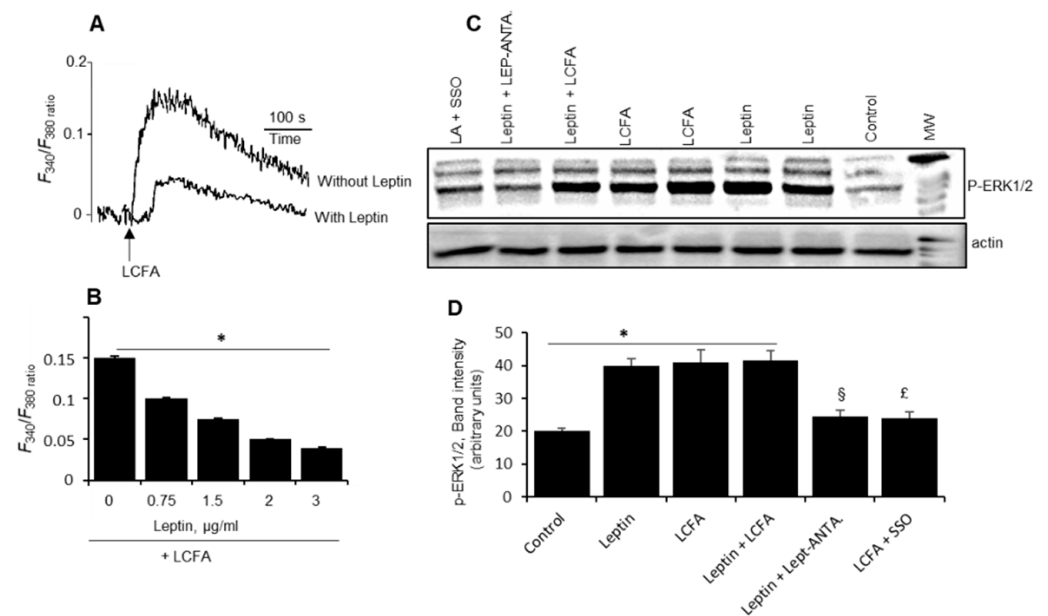 A
0.2
0.1
0
F340/F380 ratio
100 s
Time
Without Leptin
With Leptin
LCFA
B
0.15
0.1
0.05
0
F340/F380 ratio
0 0.75 1.5 2 3
Leptin, µg/ml
+ LCFA
C
LA + SSO
Leptin + LEP-ANTA.
Leptin + LCFA
LCFA
LCFA
Leptin
Leptin
Control
MW
P-ERK1/2
actin
D
50
40
30
20
10
0
p-ERK1/2, Band intensity
(arbitrary units)
*
*
§
£
Control
Leptin
LCFA
Leptin + LCFA
Leptin + Lept-ANTA.
LCFA + SSO